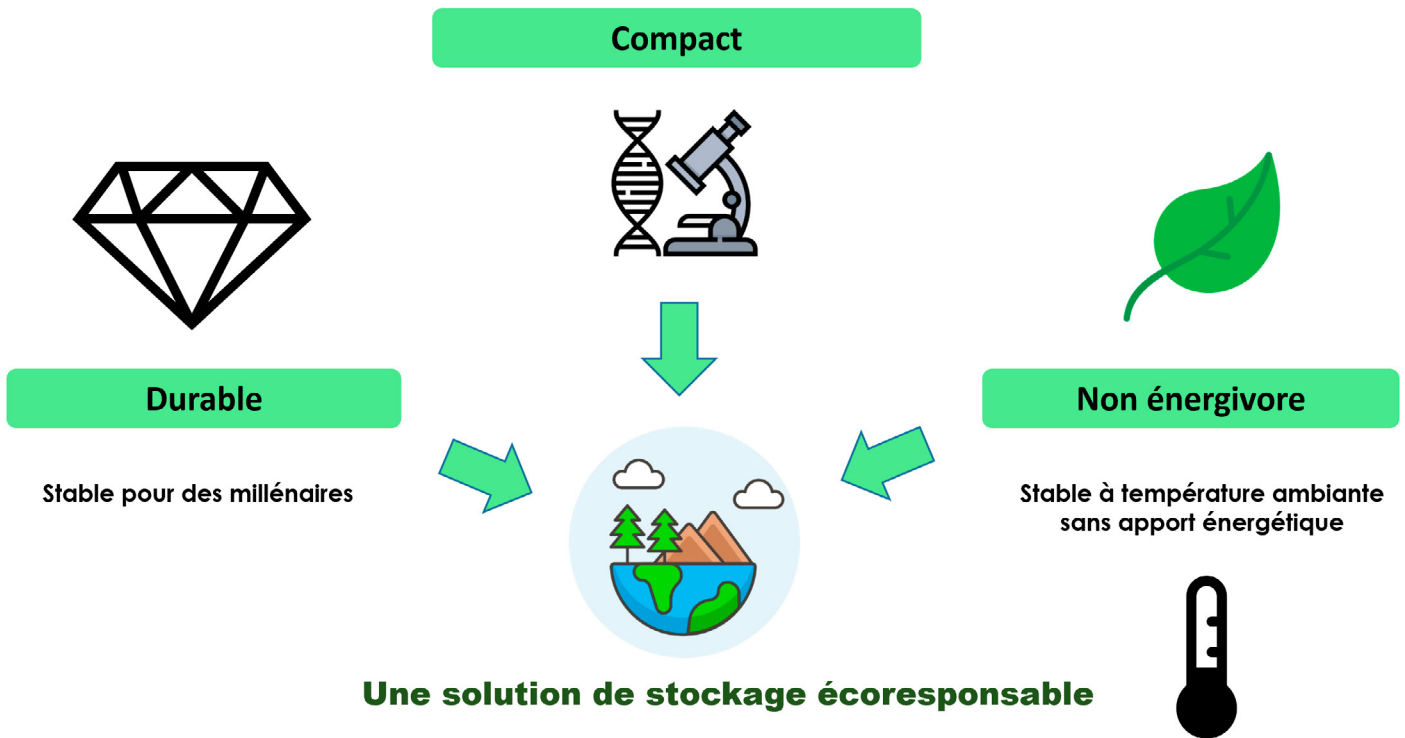 Compact
Durable
Non énergivore
Stable pour des millénaires
Stable à température ambiante
sans apport énergétique
Une solution de stockage écoresponsable